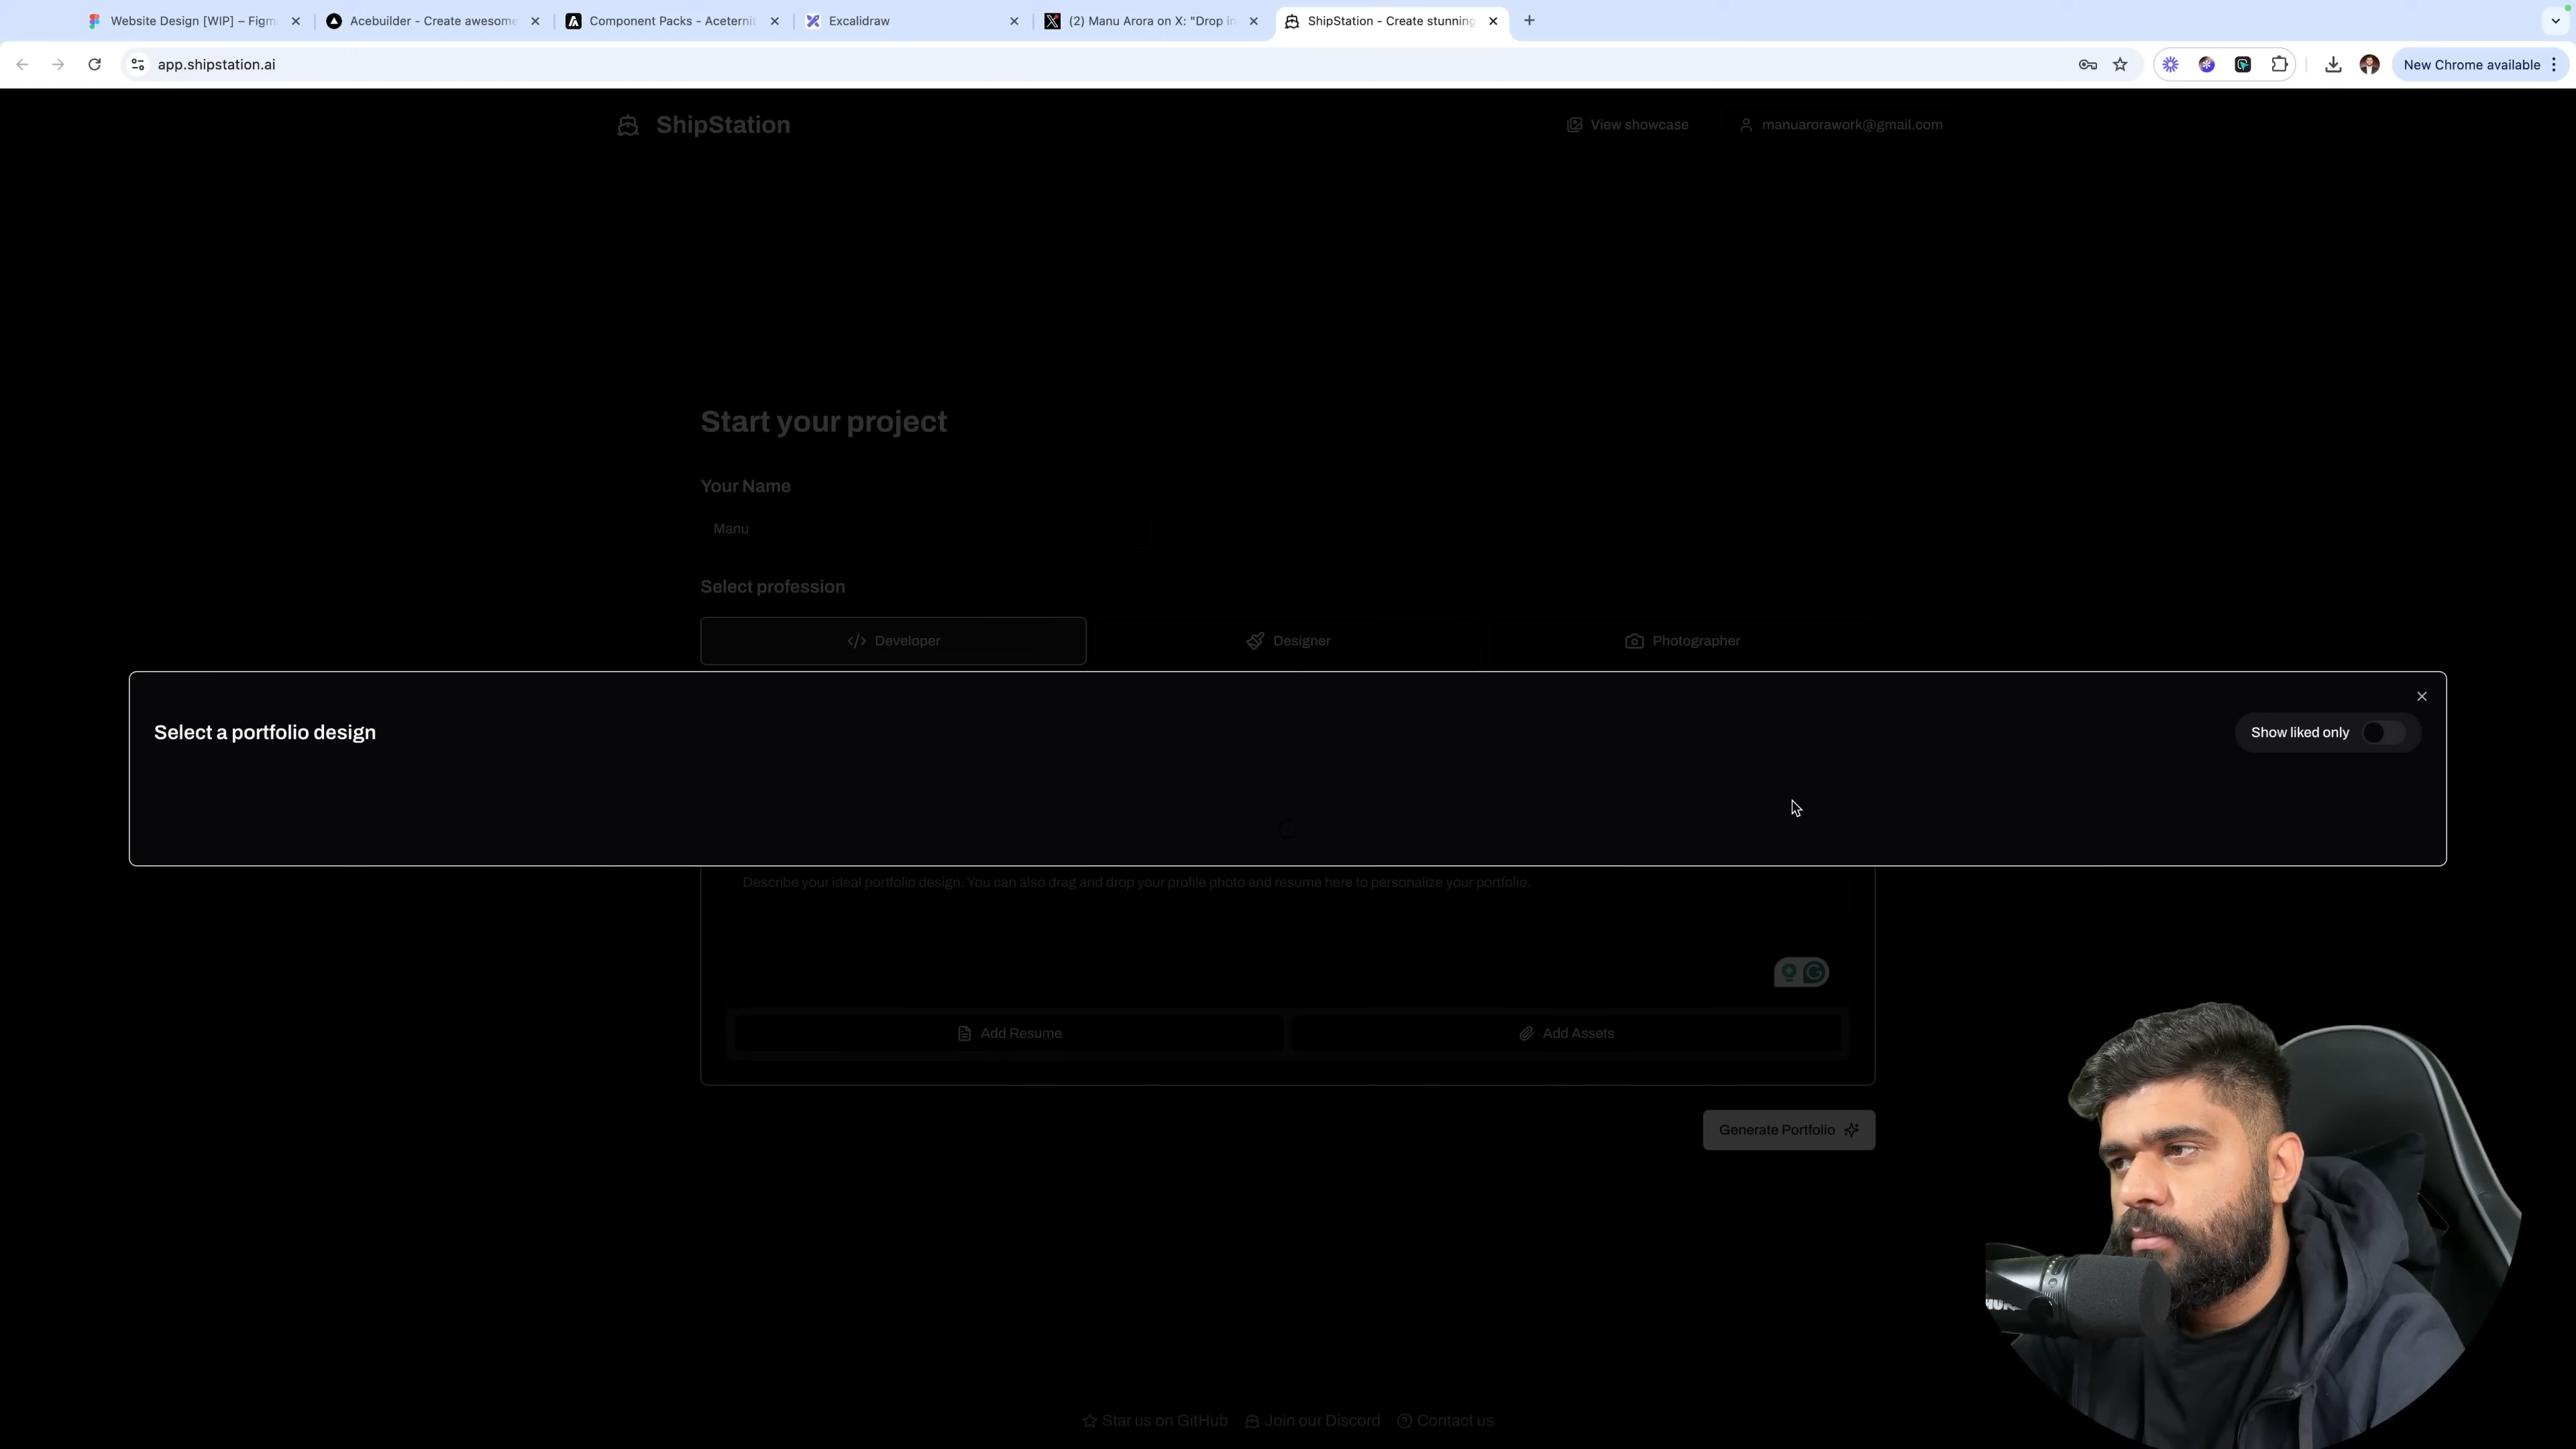 Website Design [WIP] – Figm
Acebuilder - Create awesome
Component Packs - Aceternit
Excalidraw
(2) Manu Arora on X: "Drop in
ShipStation - Create stunning
app.shipstation.ai
New Chrome available
ShipStation
View showcase
manuarorawork@gmail.com
Start your project
Your Name
Manu
Select profession
Developer
Designer
Photographer
Select a portfolio design
Show liked only
Describe your ideal portfolio design. You can also drag and drop your profile photo and resume here to personalize your portfolio.
Add Resume
Add Assets
Generate Portfolio
Star us on GitHub
Join our Discord
Contact us